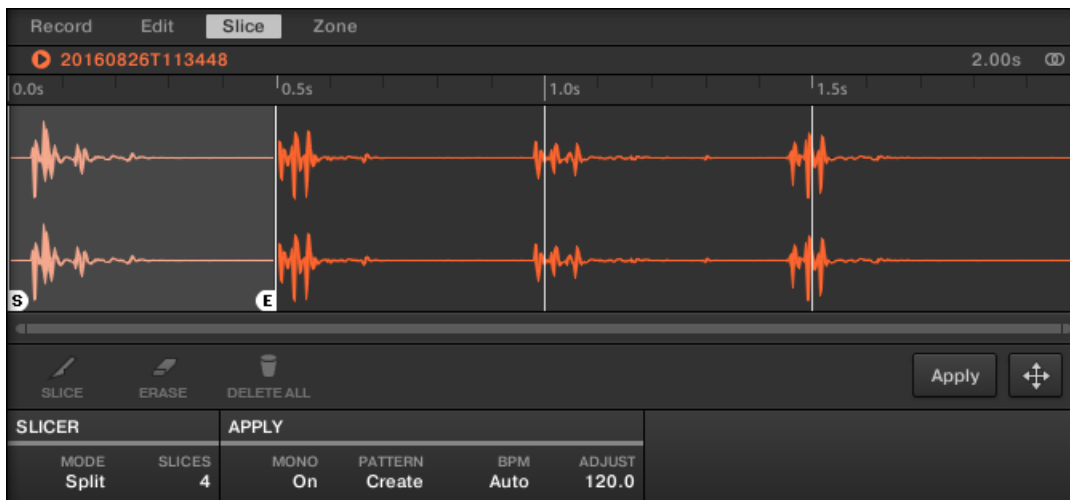 Record Edit Slice Zone
20160826T113448 2.00s
0.0s 0.5s 1.0s 1.5s
S E
SLICE ERASE DELETE ALL Apply
SLICER APPLY
MODE SLICES MONO PATTERN BPM ADJUST
Split 4 On Create Auto 120.0